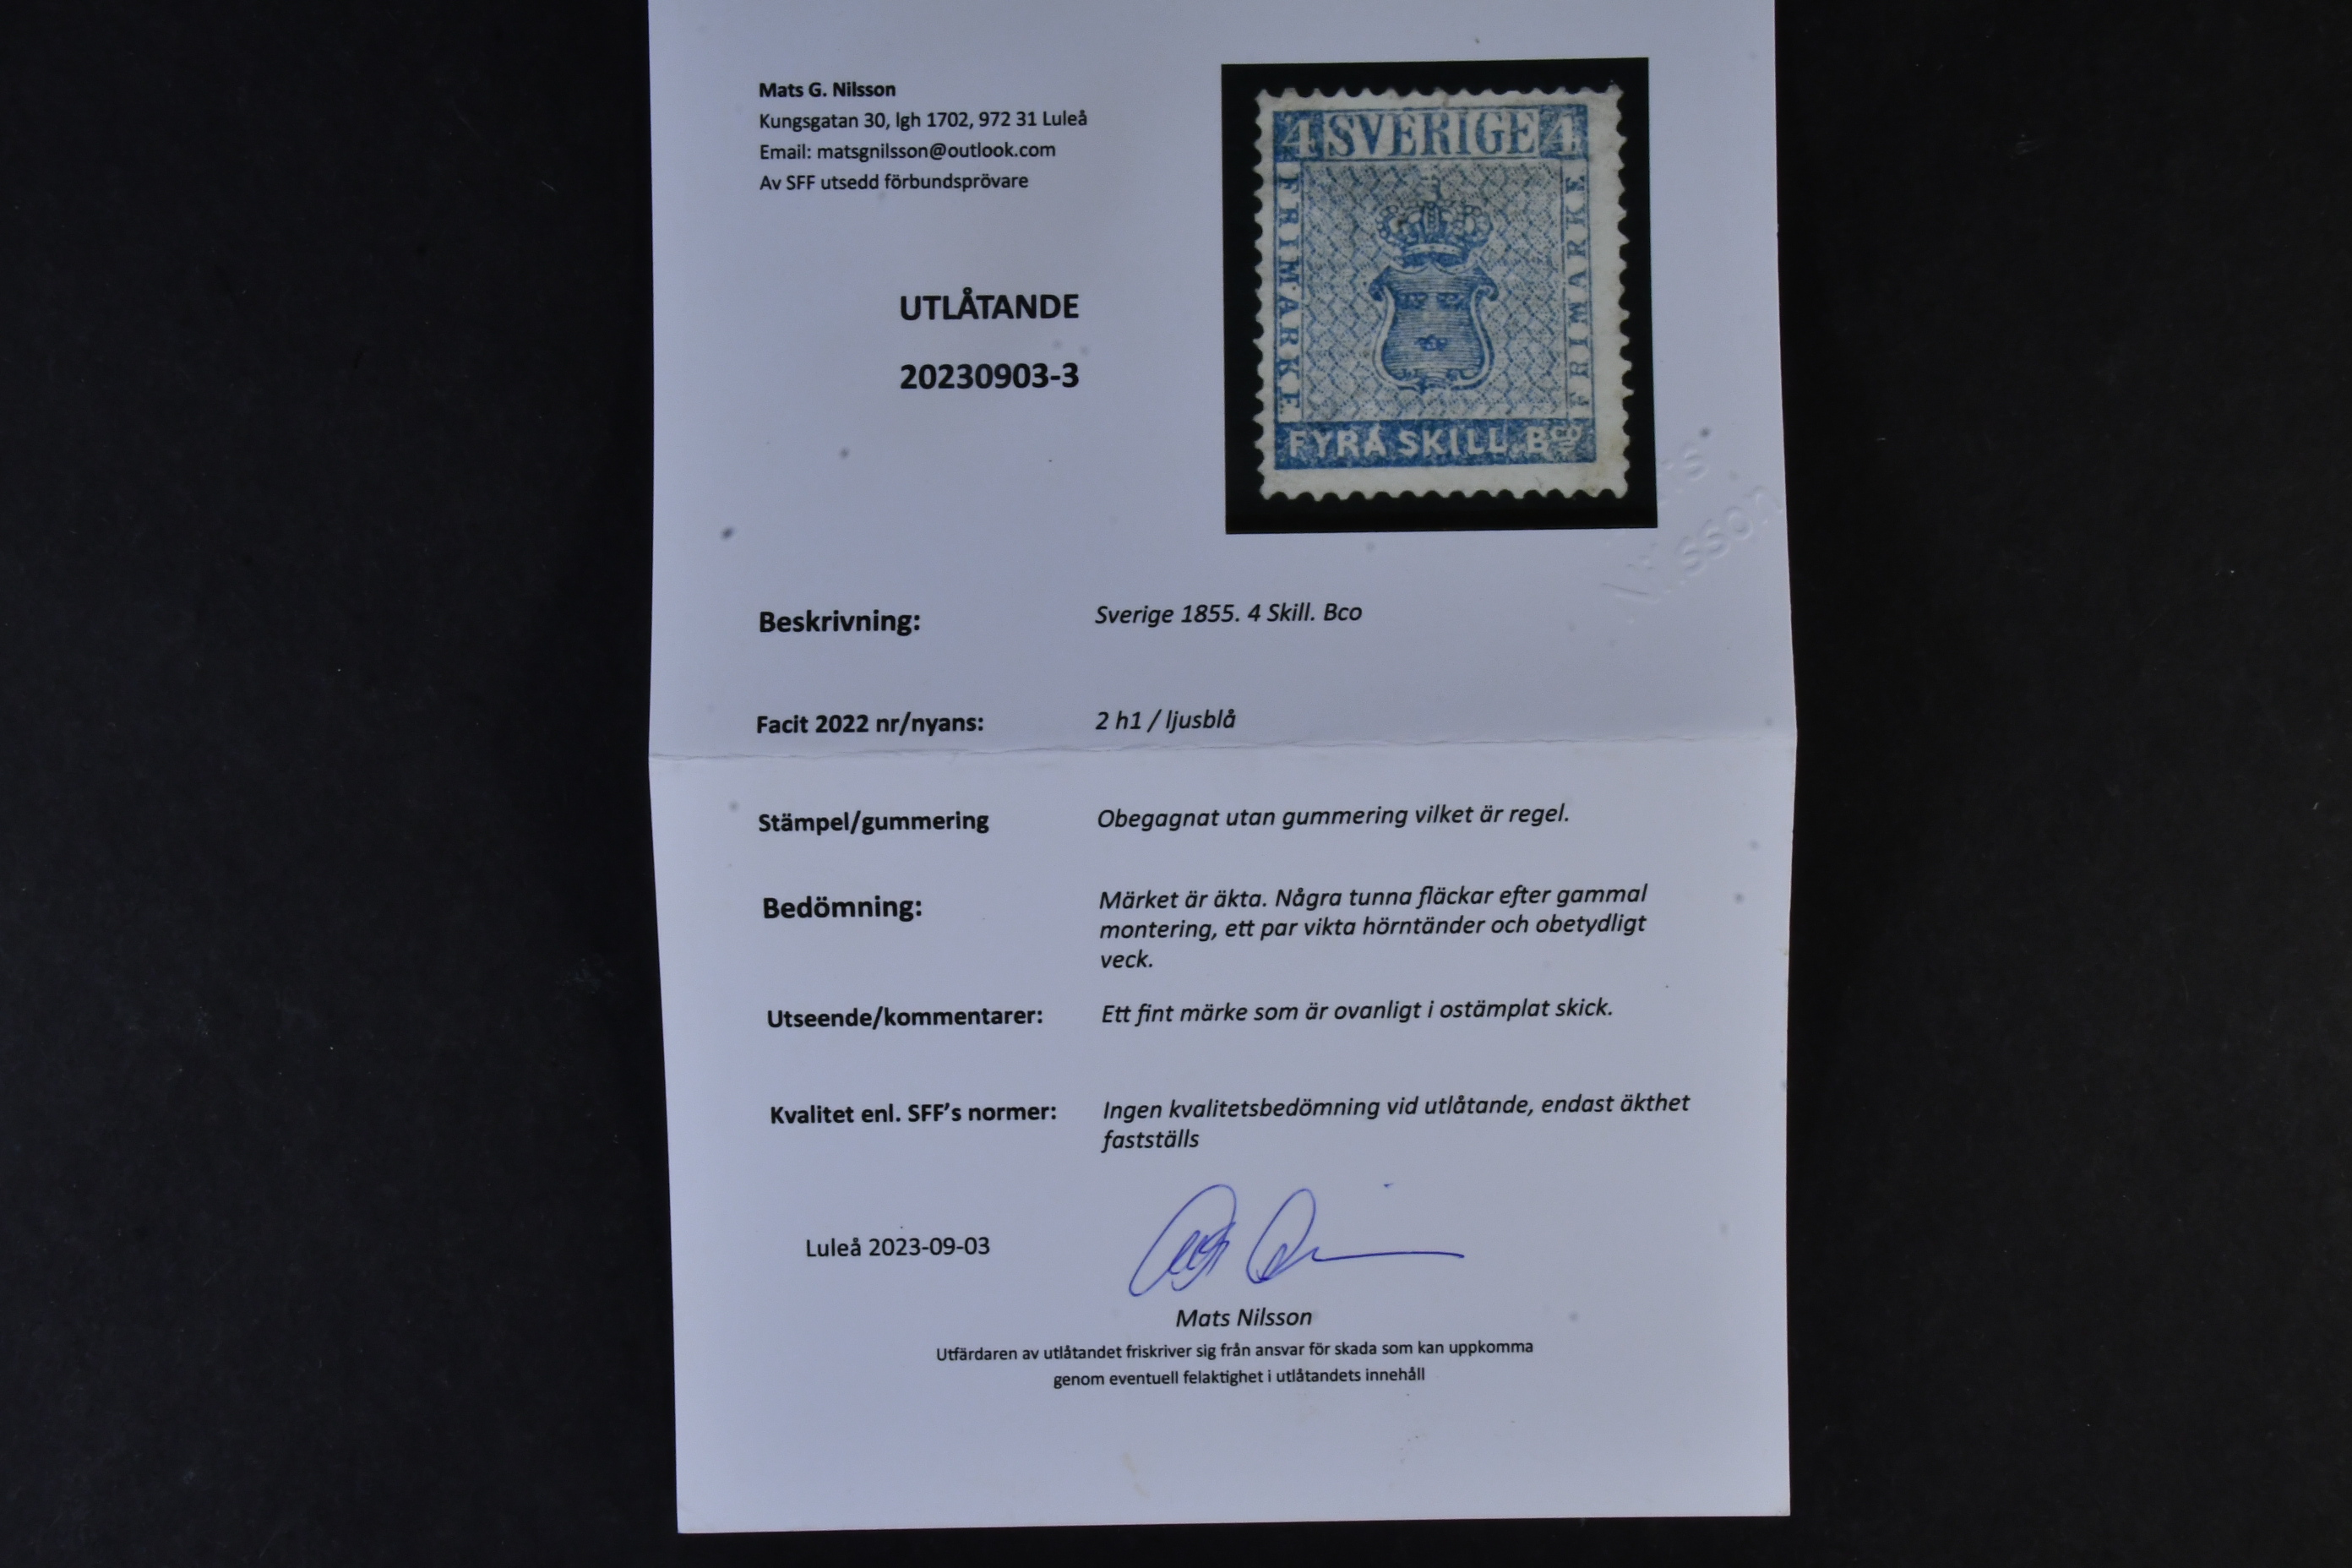 Mats G. Nilsson
Kungsgatan 30, lgh 1702, 972 31 Luleå
Email: matsgnilsson@outlook.com
Av SFF utsedd förbundsprövare
UTLÅTANDE
20230903-3
4 SVERIGE 4
FRIMÄRKE
FRIMÄRKE
FYRA SKILL. Bco
Nilsson
Beskrivning: Sverige 1855. 4 Skill. Bco
Facit 2022 nr/nyans: 2 h1 / ljusblå
Stämpel/gummering Obegagnat utan gummering vilket är regel.
Bedömning: Märket är äkta. Några tunna fläckar efter gammal
montering, ett par vikta hörntänder och obetydligt
veck.
Utseende/kommentarer: Ett fint märke som är ovanligt i ostämplat skick.
Kvalitet enl. SFF's normer: Ingen kvalitetsbedömning vid utlåtande, endast äkthet
fastställs
Luleå 2023-09-03
Mats Nilsson
Utfärdaren av utlåtandet friskriver sig från ansvar för skada som kan uppkomma
genom eventuell felaktighet i utlåtandets innehåll